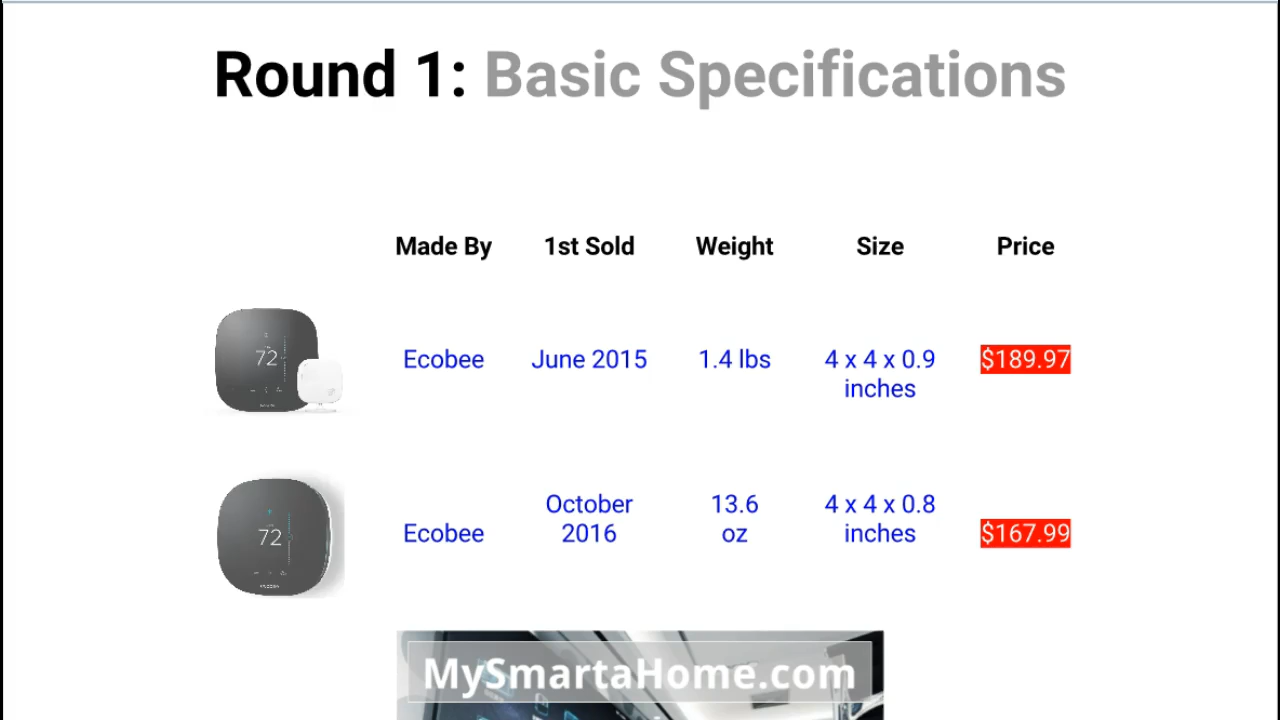 Round 1: Basic Specifications
Made By 1st Sold Weight Size Price
72
Ecobee June 2015 1.4 lbs 4 x 4 x 0.9 inches $189.97
72
Ecobee October 2016 13.6 oz 4 x 4 x 0.8 inches $167.99
MySmartaHome.com